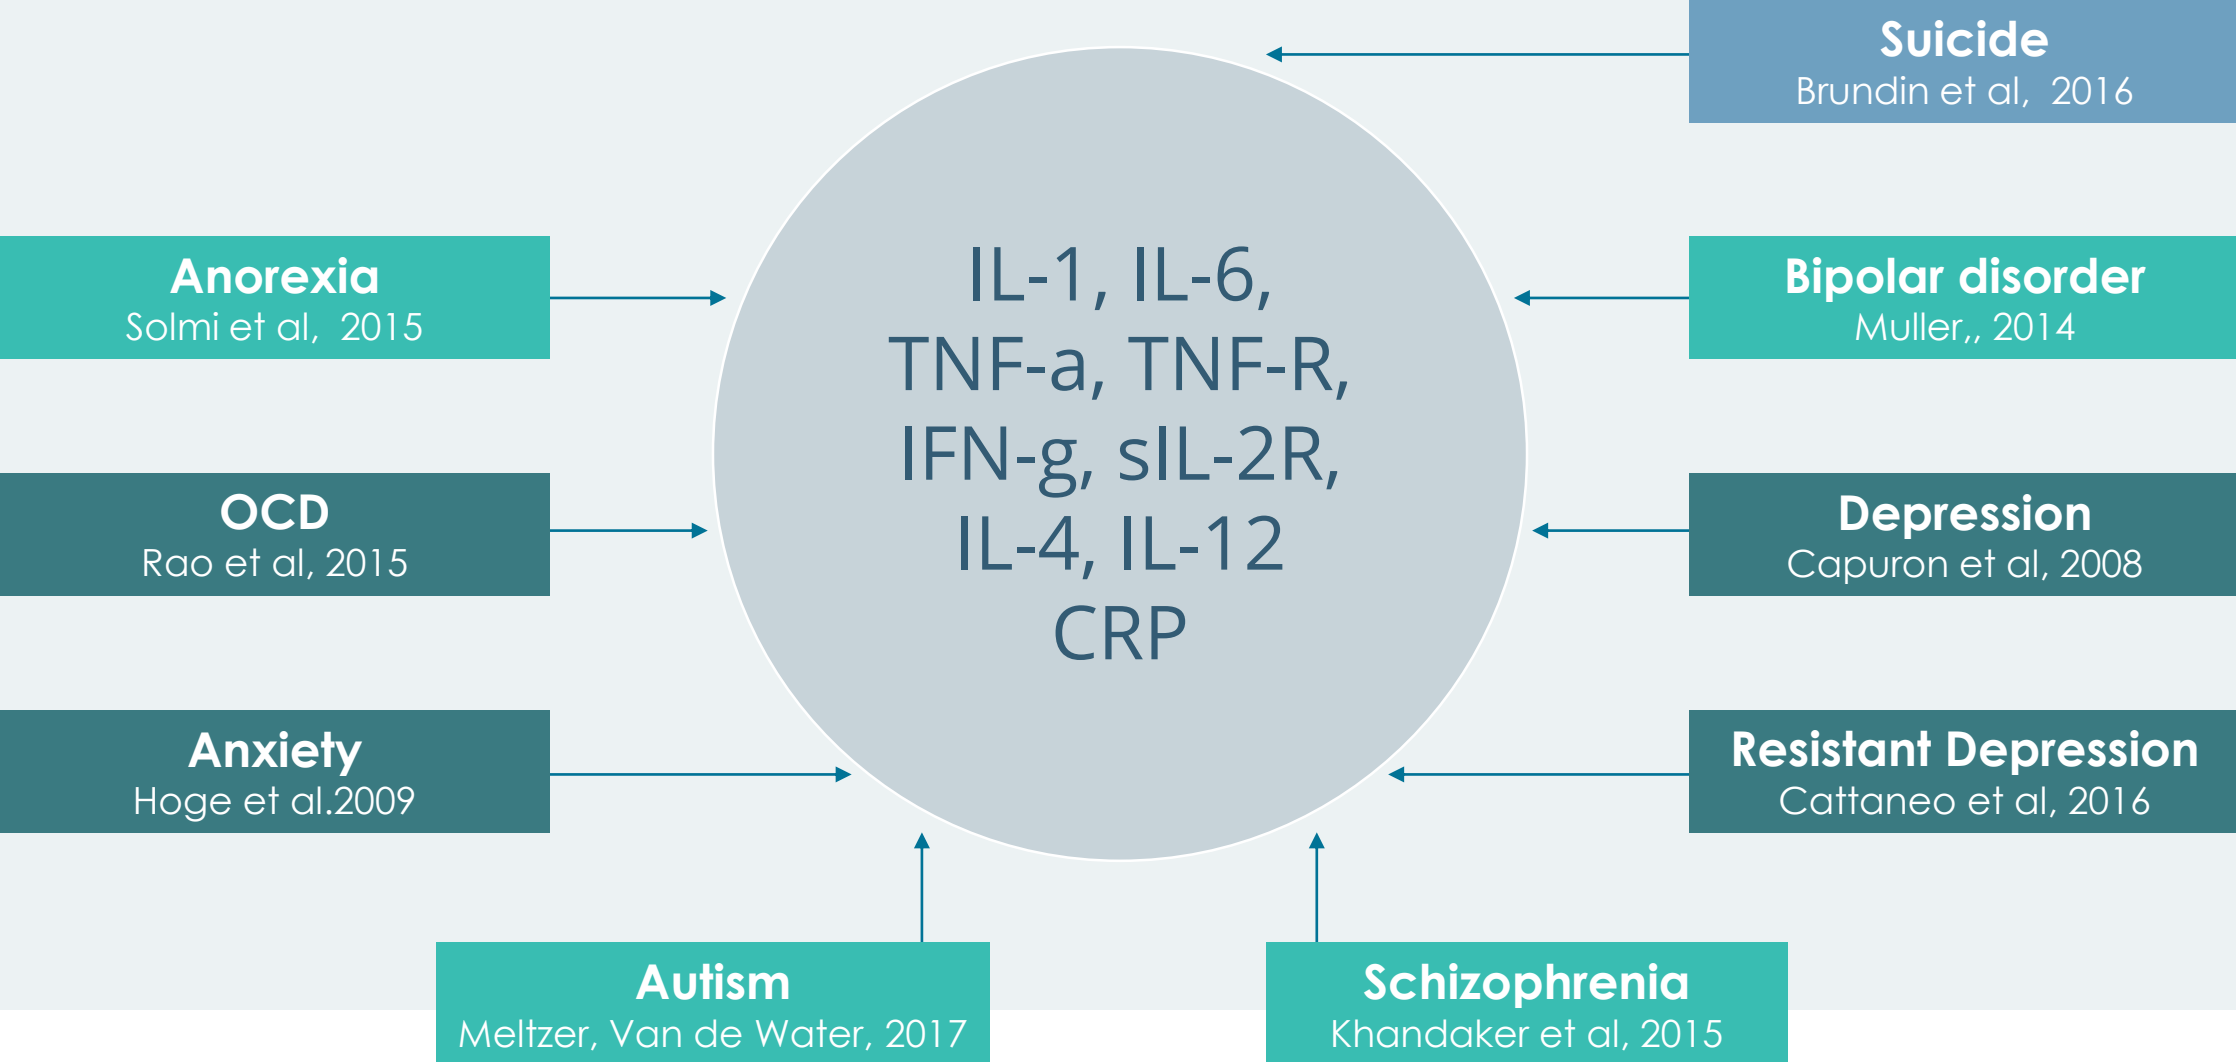 Suicide
Brundin et al,  2016
Anorexia
Solmi et al,  2015
IL-1, IL-6,
TNF-a, TNF-R,
IFN-g, sIL-2R,
IL-4, IL-12
CRP
Bipolar disorder
Muller,, 2014
OCD
Rao et al, 2015
Depression
Capuron et al, 2008
Anxiety
Hoge et al.2009
Resistant Depression
Cattaneo et al, 2016
Autism
Meltzer, Van de Water, 2017
Schizophrenia
Khandaker et al, 2015